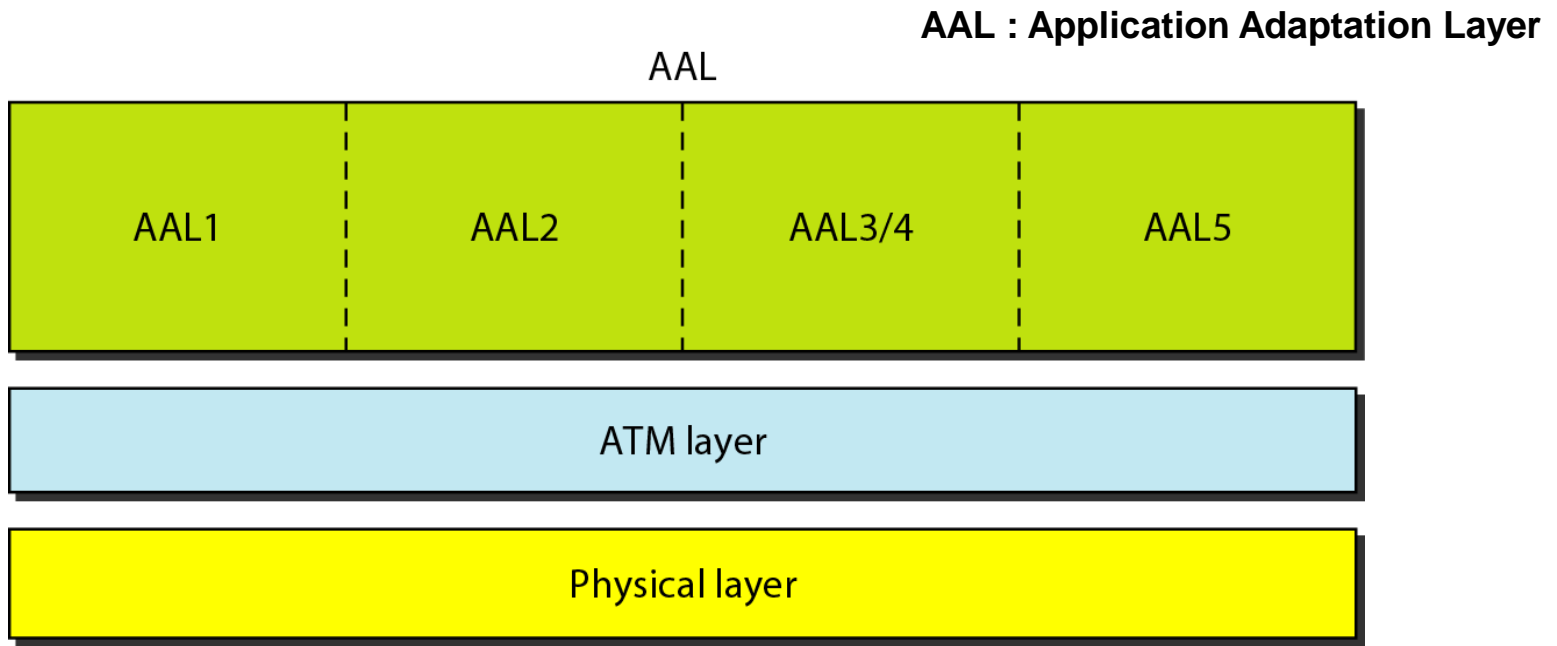 AAL : Application Adaptation Layer
AAL
AAL1
AAL2
AAL3/4
AAL5
ATM layer
Physical layer